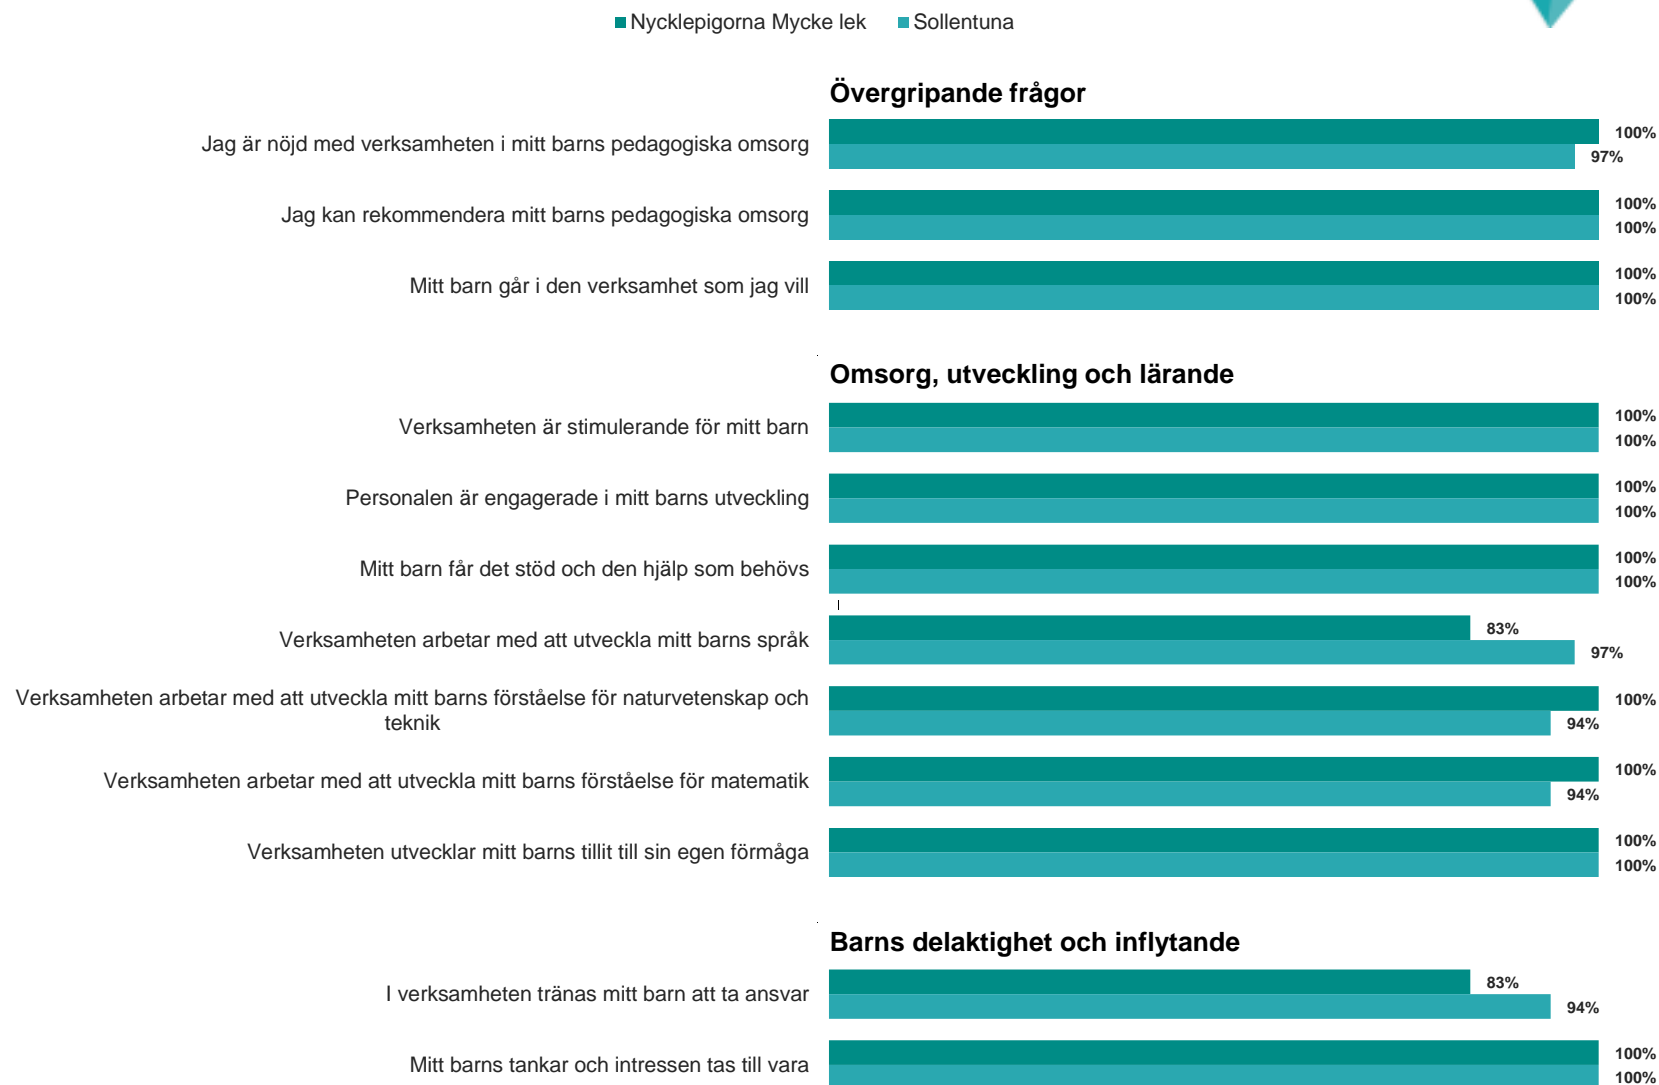 Nycklepigorna Mycke lek Sollentuna
Övergripande frågor
Jag är nöjd med verksamheten i mitt barns pedagogiska omsorg
100%
97%
Jag kan rekommendera mitt barns pedagogiska omsorg
100%
100%
Mitt barn går i den verksamhet som jag vill
100%
100%
Omsorg, utveckling och lärande
Verksamheten är stimulerande för mitt barn
100%
100%
Personalen är engagerade i mitt barns utveckling
100%
100%
Mitt barn får det stöd och den hjälp som behövs
100%
100%
Verksamheten arbetar med att utveckla mitt barns språk
83%
97%
Verksamheten arbetar med att utveckla mitt barns förståelse för naturvetenskap och
teknik
100%
94%
Verksamheten arbetar med att utveckla mitt barns förståelse för matematik
100%
94%
Verksamheten utvecklar mitt barns tillit till sin egen förmåga
100%
100%
Barns delaktighet och inflytande
I verksamheten tränas mitt barn att ta ansvar
83%
94%
Mitt barns tankar och intressen tas till vara
100%
100%